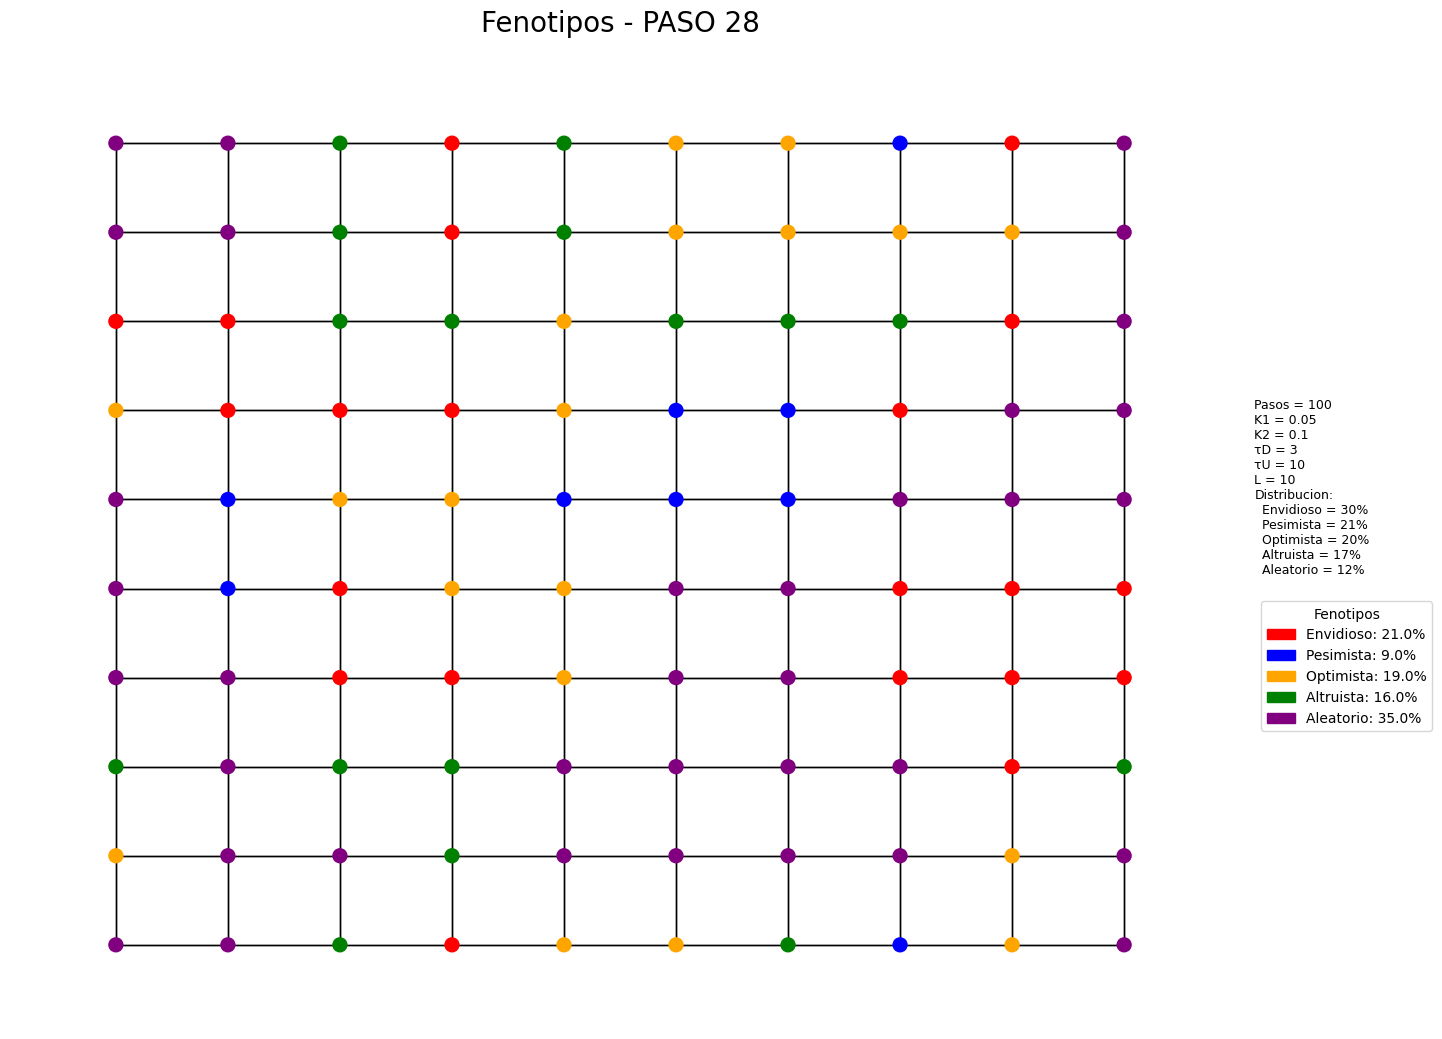 Fenotipos - PASO 28
Pasos = 100
K1 = 0.05
K2 = 0.1
τD = 3
τU = 10
L = 10
Distribucion:
Envidioso = 30%
Pesimista = 21%
Optimista = 20%
Altruista = 17%
Aleatorio = 12%
Fenotipos
Envidioso: 21.0%
Pesimista: 9.0%
Optimista: 19.0%
Altruista: 16.0%
Aleatorio: 35.0%